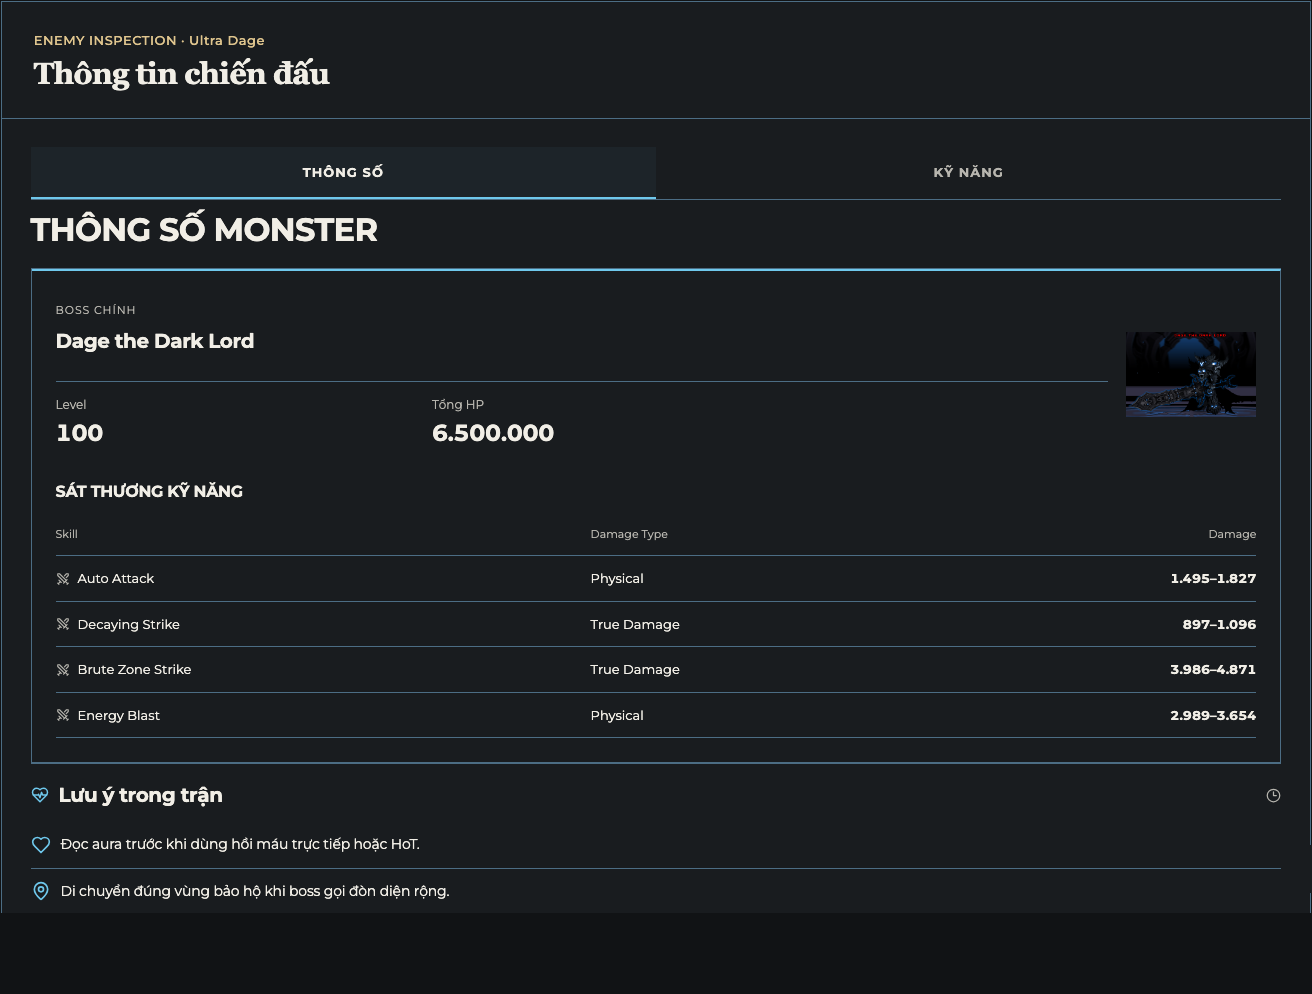 ENEMY INSPECTION · Ultra Dage
Thông tin chiến đấu
THÔNG SỐ
KỸ NĂNG
THÔNG SỐ MONSTER
BOSS CHÍNH
Dage the Dark Lord
Level
Tổng HP
100
6.500.000
SÁT THƯƠNG KỸ NĂNG
Skill Damage Type Damage
Auto Attack Physical 1.495–1.827
Decaying Strike True Damage 897–1.096
Brute Zone Strike True Damage 3.986–4.871
Energy Blast Physical 2.989–3.654
Lưu ý trong trận
Đọc aura trước khi dùng hồi máu trực tiếp hoặc HoT.
Di chuyển đúng vùng bảo hộ khi boss gọi đòn diện rộng.